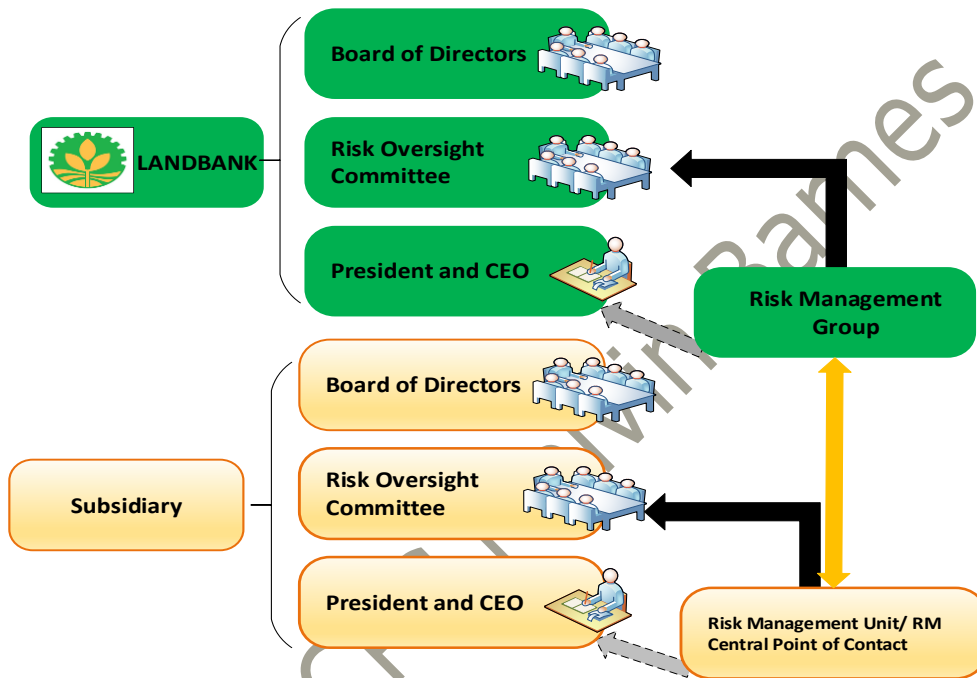 Board of Directors
LANDBANK
Risk Oversight
Committee
President and CEO
Risk Management
Group
Board of Directors
Subsidiary
Risk Oversight
Committee
President and CEO
Risk Management Unit/ RM
Central Point of Contact